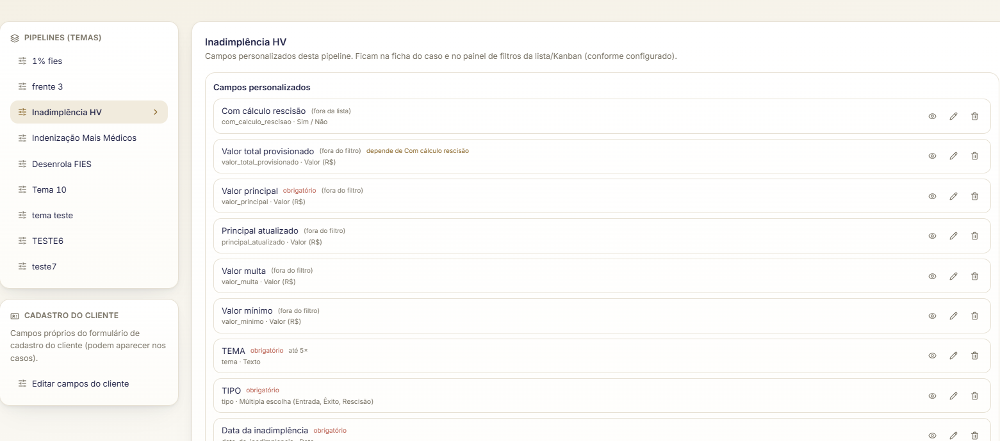 PIPELINES (TEMAS)
1% fies
frente 3
Inadimplência HV
Indenização Mais Médicos
Desenrola FIES
Tema 10
tema teste
TESTE6
teste7
CADASTRO DO CLIENTE
Campos próprios do formulário de
cadastro do cliente (podem aparecer nos
casos).
Editar campos do cliente
Inadimplência HV
Campos personalizados desta pipeline. Ficam na ficha do caso e no painel de filtros da lista/Kanban (conforme configurado).
Campos personalizados
Com cálculo rescisão (fora da lista)
com_calculo_rescisao · Sim / Não
Valor total provisionado (fora do filtro) depende de Com cálculo rescisão
valor_total_provisionado · Valor (R$)
Valor principal obrigatório (fora do filtro)
valor_principal · Valor (R$)
Principal atualizado (fora do filtro)
principal_atualizado · Valor (R$)
Valor multa (fora do filtro)
valor_multa · Valor (R$)
Valor mínimo (fora do filtro)
valor_minimo · Valor (R$)
TEMA obrigatório até 5×
tema · Texto
TIPO obrigatório
tipo · Múltipla escolha (Entrada, Êxito, Rescisão)
Data da inadimplência obrigatório